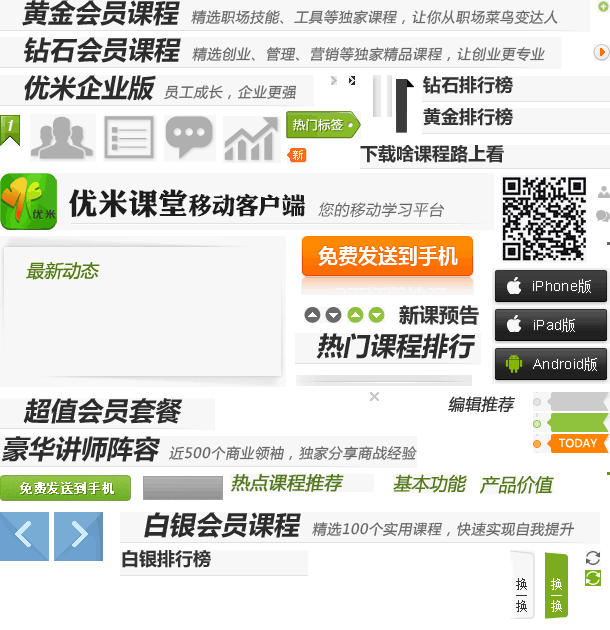 黄金会员课程 精选职场技能、工具等独家课程，让你从职场菜鸟变达人
钻石会员课程 精选创业、管理、营销等独家精品课程，让创业更专业
优米企业版 员工成长，企业更强
钻石排行榜
黄金排行榜
1
热门标签
新
下载啥课程路上看
优米
优米课堂移动客户端 您的移动学习平台
最新动态
免费发送到手机
iPhone版
新课预告
iPad版
热门课程排行
Android版
超值会员套餐
编辑推荐
豪华讲师阵容 近500个商业领袖，独家分享商战经验
TODAY
免费发送到手机
热点课程推荐
基本功能
产品价值
白银会员课程 精选100个实用课程，快速实现自我提升
白银排行榜
换一换
换一换